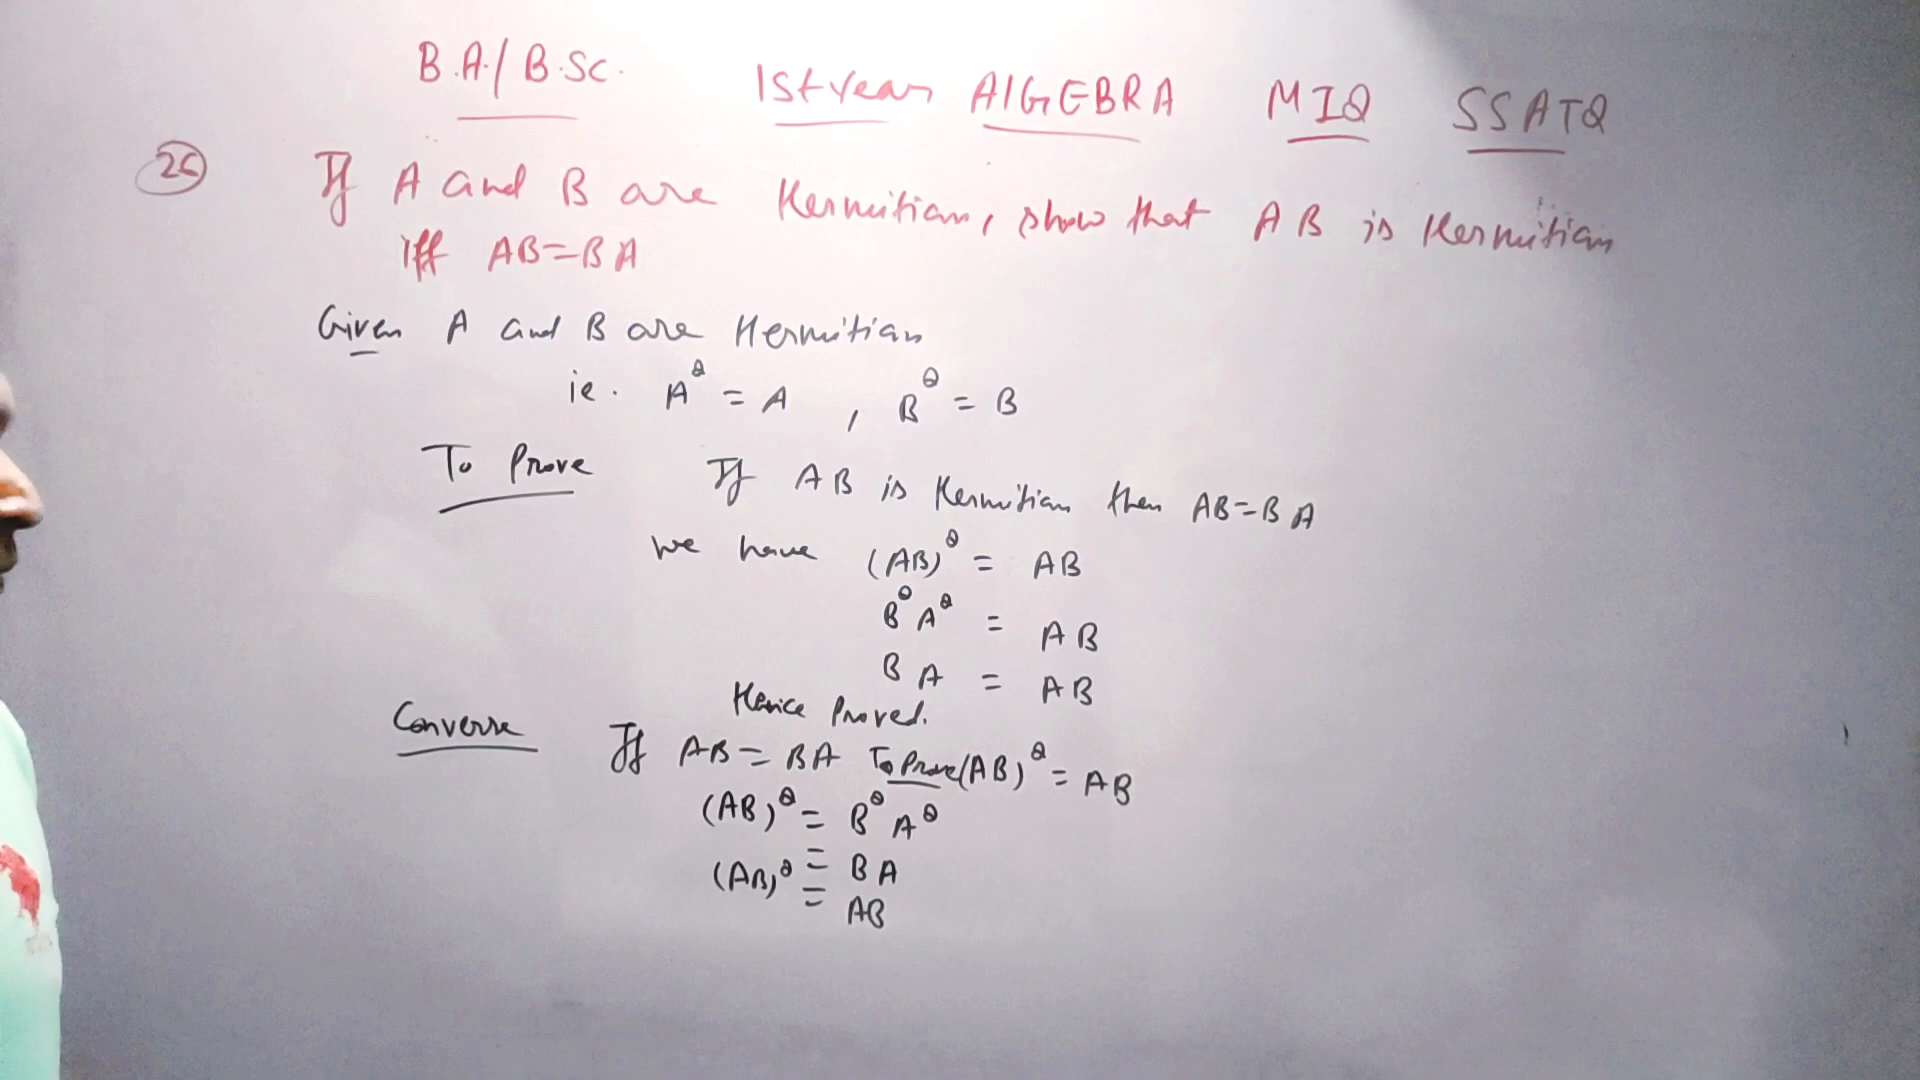 B.A./B.Sc. 1st Year AlGEBRA MIQ SSATQ
26 If A and B are Hermitian, show that AB is Hermitian
iff AB=BA
Given A and B are Hermitian
ie. A^θ = A , B^θ = B
To Prove If AB is Hermitian then AB=BA
we have (AB)^θ = AB
B^θ A^θ = AB
BA = AB
Hence Proved.
Converse If AB = BA To Prove (AB)^θ = AB
(AB)^θ = B^θ A^θ
= BA
(AB)^θ = AB